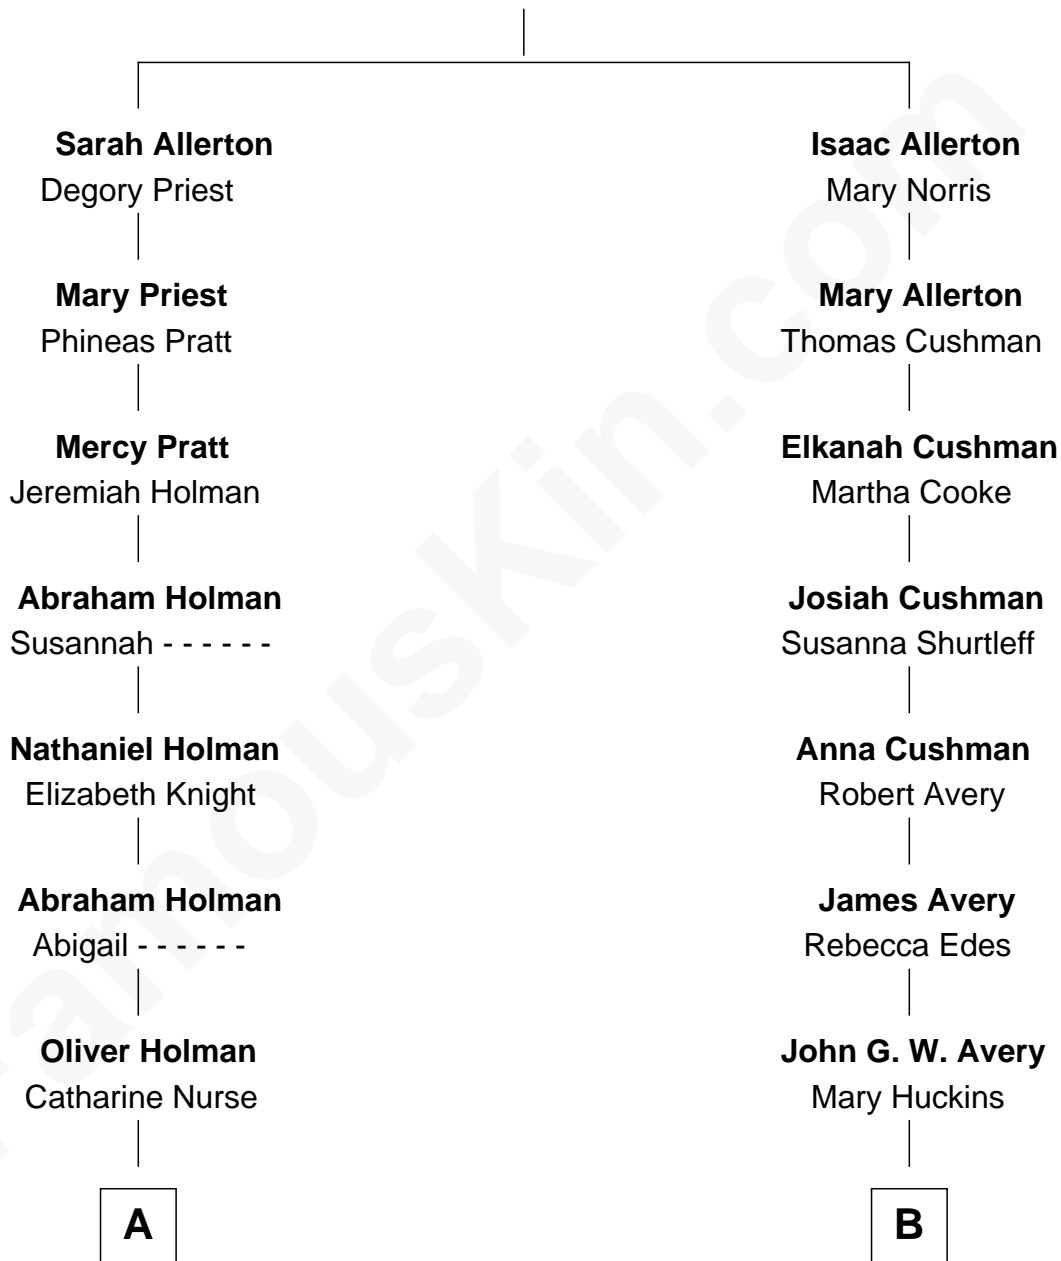 Sarah Allerton
Degory Priest
Mary Priest
Phineas Pratt
Mercy Pratt
Jeremiah Holman
Abraham Holman
Susannah - - - - - -
Nathaniel Holman
Elizabeth Knight
Abraham Holman
Abigail - - - - - -
Oliver Holman
Catharine Nurse
A
Isaac Allerton
Mary Norris
Mary Allerton
Thomas Cushman
Elkanah Cushman
Martha Cooke
Josiah Cushman
Susanna Shurtleff
Anna Cushman
Robert Avery
James Avery
Rebecca Edes
John G. W. Avery
Mary Huckins
B
FamousKin.com